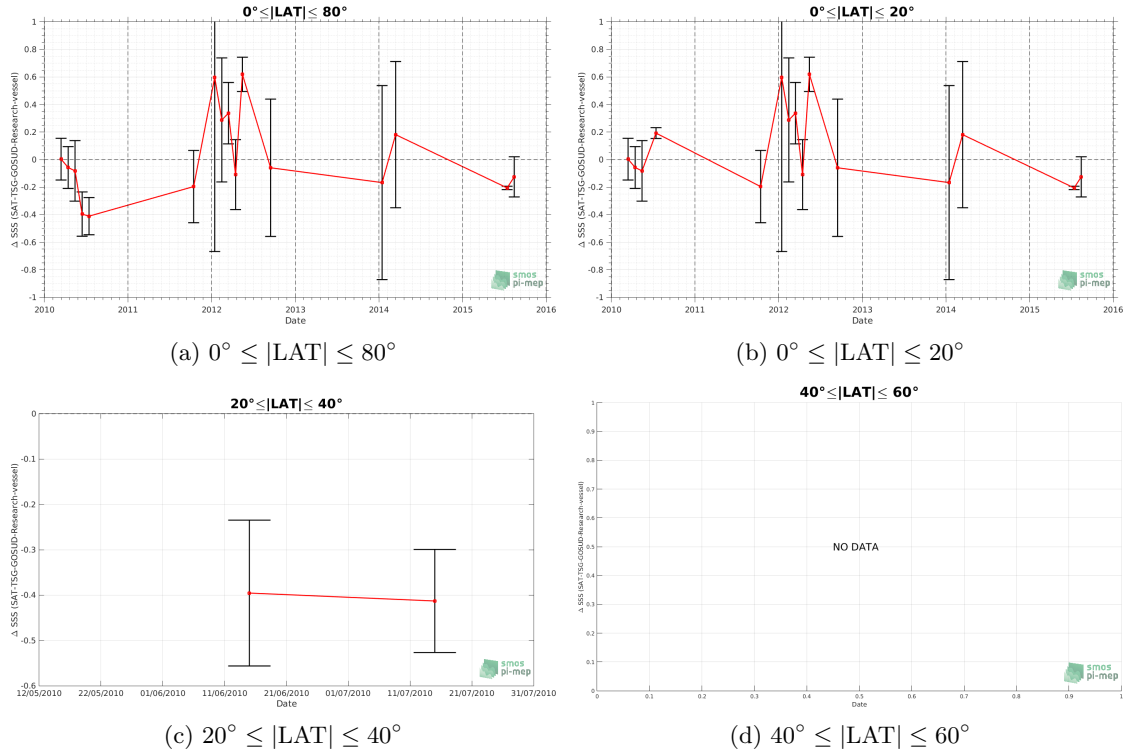 0°≤|LAT|≤ 80°
Δ SSS (SAT-TSG-GOSUD-Research-vessel)
1
0.8
0.6
0.4
0.2
0
-0.2
-0.4
-0.6
-0.8
-1
smos
pi-mep
2010 2011 2012 2013 2014 2015 2016
Date
(a) 0° ≤ |LAT| ≤ 80°
0°≤|LAT|≤ 20°
Δ SSS (SAT-TSG-GOSUD-Research-vessel)
1
0.8
0.6
0.4
0.2
0
-0.2
-0.4
-0.6
-0.8
-1
smos
pi-mep
2010 2011 2012 2013 2014 2015 2016
Date
(b) 0° ≤ |LAT| ≤ 20°
20°≤|LAT|≤ 40°
Δ SSS (SAT-TSG-GOSUD-Research-vessel)
0
-0.1
-0.2
-0.3
-0.4
-0.5
-0.6
smos
pi-mep
12/05/2010 22/05/2010 01/06/2010 11/06/2010 21/06/2010 01/07/2010 11/07/2010 21/07/2010 31/07/2010
Date
(c) 20° ≤ |LAT| ≤ 40°
40°≤|LAT|≤ 60°
Δ SSS (SAT-TSG-GOSUD-Research-vessel)
1
0.9
0.8
0.7
0.6
0.5
0.4
0.3
0.2
0.1
0
NO DATA
smos
pi-mep
0 0.1 0.2 0.3 0.4 0.5 0.6 0.7 0.8 0.9 1
Date
(d) 40° ≤ |LAT| ≤ 60°